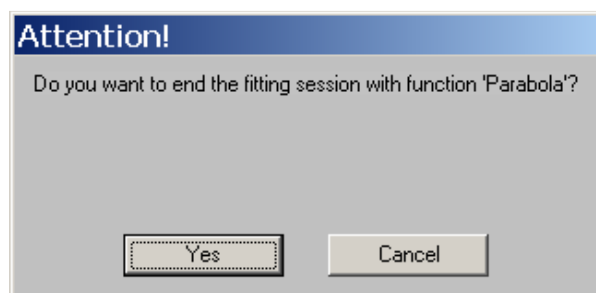 Attention!
Do you want to end the fitting session with function 'Parabola'?
Yes
Cancel